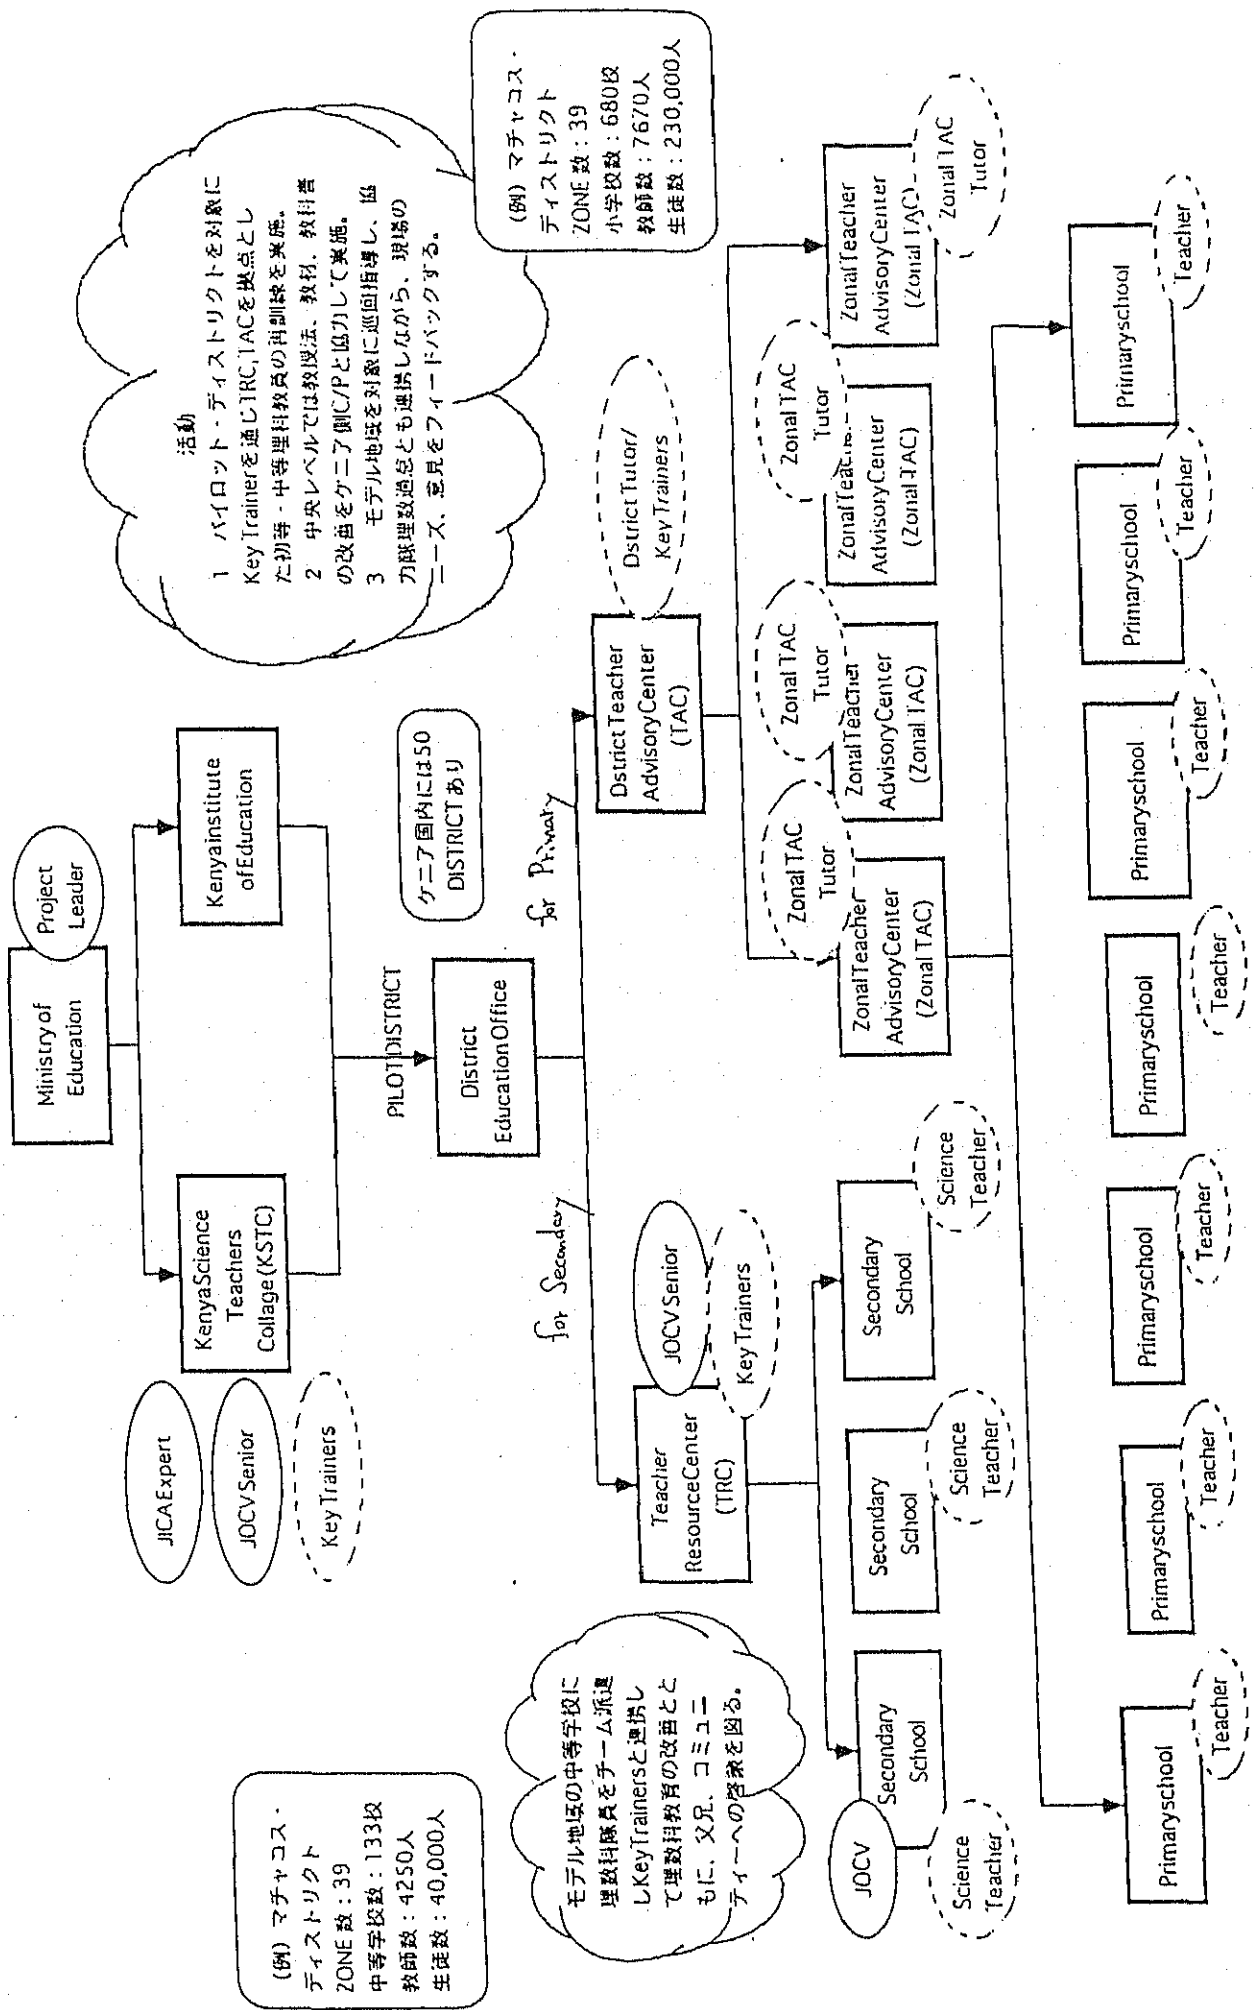 Ministry of
Education
Project
Leader
JICA Expert
JOCV Senior
Key Trainers
Kenya Science
Teachers
Collage (KSTC)
Kenya institute
of Education
活動
1 パイロット・ディストリクトを対象に
Key Trainerを通じTRC,TACを拠点とし
た初等・中等理科教員の再訓練を実施。
2 中央レベルでは教授法、教材、教科書
の改善をケニア側C/Pと協力して実施。
3 モデル地域を対象に巡回指導し、協
力隊理数過怠とも連携しながら、現場の
ニーズ、意見をフィードバックする。
(例) マチャコス・
ディストリクト
ZONE数:39
中等学校数:133校
教師数:4250人
生徒数:40,000人
PILOT DISTRICT
District
Education Office
ケニア国内には50
DISTRICTあり
(例) マチャコス・
ディストリクト
ZONE数:39
小学校数:680校
教師数:7670人
生徒数:230,000人
for Secondary
for Primary
モデル地域の中等学校に
理数科隊員をチーム派遣
しKey Trainersと連携し
て理数科教育の改善とと
もに、父兄、コミュニ
ティーへの啓蒙を図る。
Teacher
Resource Center
(TRC)
JOCV Senior
Key Trainers
Dstrict Teacher
Advisory Center
(TAC)
Dstrict Tutor/
Key Trainers
JOCV
Secondary
School
Science
Teacher
Secondary
School
Science
Teacher
Secondary
School
Science
Teacher
Zonal TAC
Tutor
Zonal Teacher
Advisory Center
(Zonal TAC)
Zonal TAC
Tutor
Zonal Teacher
Advisory Center
(Zonal TAC)
Zonal TAC
Tutor
Zonal Teacher
Advisory Center
(Zonal TAC)
Zonal Teacher
Advisory Center
(Zonal TAC)
Zonal TAC
Tutor
Primary school
Teacher
Primary school
Teacher
Primary school
Teacher
Primary school
Teacher
Primary school
Teacher
Primary school
Teacher
Primary school
Teacher